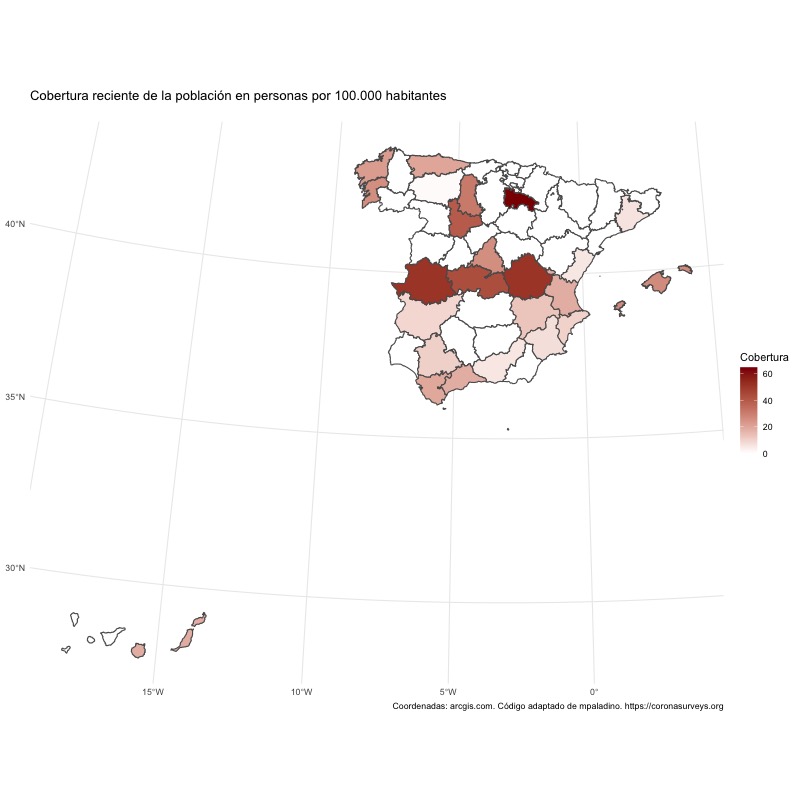 Cobertura reciente de la población en personas por 100.000 habitantes
40°N
35°N
30°N
15°W
10°W
5°W
0°
Cobertura
60
40
20
0
Coordenadas: arcgis.com. Código adaptado de mpaladino. https://coronasurveys.org